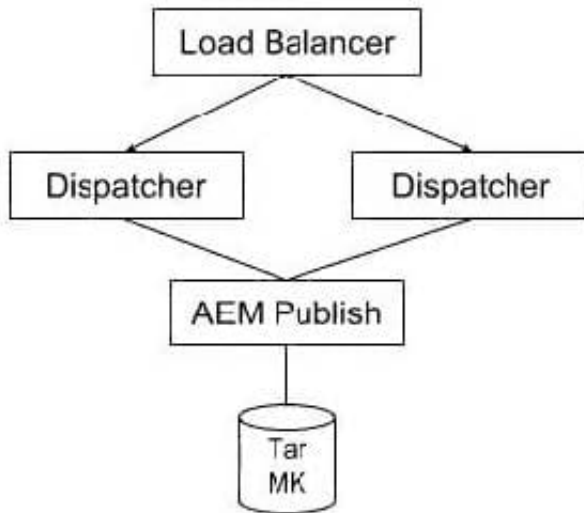 Load Balancer
Dispatcher
Dispatcher
AEM Publish
Tar
MK